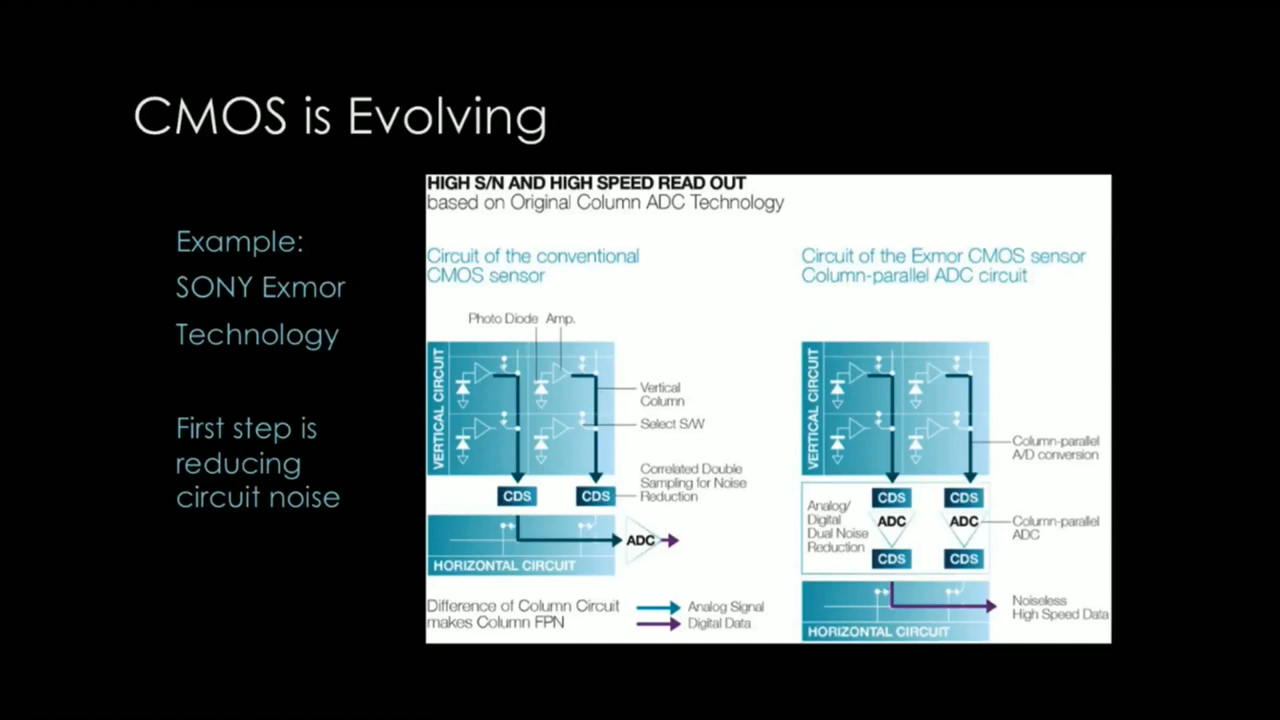 CMOS is Evolving
Example:
SONY Exmor
Technology
First step is
reducing
circuit noise
HIGH S/N AND HIGH SPEED READ OUT
based on Original Column ADC Technology
Circuit of the conventional
CMOS sensor
Photo Diode
Amp.
VERTICAL CIRCUIT
Vertical
Column
Select S/W
Correlated Double
Sampling for Noise
Reduction
CDS
CDS
ADC
HORIZONTAL CIRCUIT
Difference of Column Circuit
makes Column FPN
Analog Signal
Digital Data
Circuit of the Exmor CMOS sensor
Column-parallel ADC circuit
VERTICAL CIRCUIT
Column-parallel
A/D conversion
Analog/
Digital
Dual Noise
Reduction
CDS
CDS
ADC
ADC
Column-parallel
ADC
CDS
CDS
Noiseless
High Speed Data
HORIZONTAL CIRCUIT